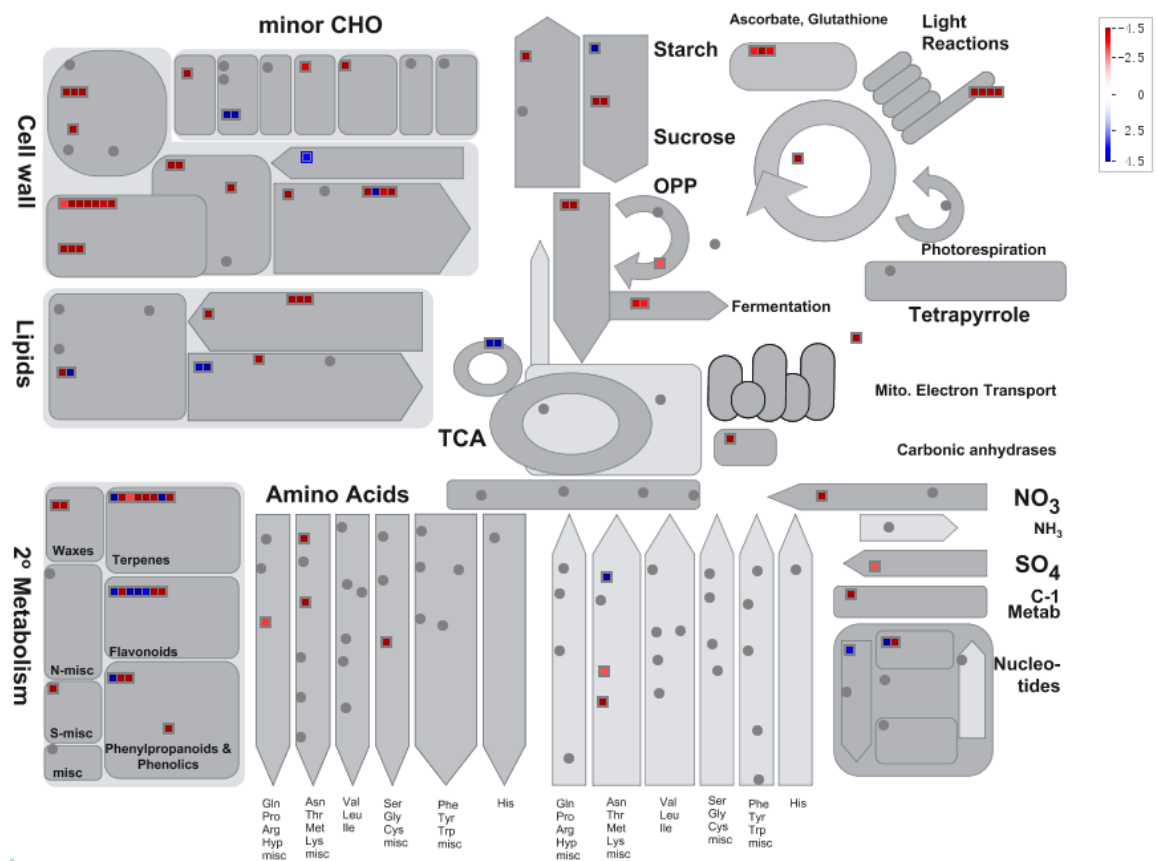 minor CHO
Ascorbate, Glutathione
Light
Reactions
-1.5
-2.5
0
2.5
4.5
Starch
Sucrose
OPP
Cell wall
Photorespiration
Tetrapyrrole
Fermentation
Lipids
Mito. Electron Transport
TCA
Carbonic anhydrases
Amino Acids
NO3
NH3
SO4
C-1
Metab
Nucleo-
tides
2º Metabolism
Waxes
Terpenes
Flavonoids
N-misc
S-misc
Phenylpropanoids &
Phenolics
misc
Gln
Pro
Arg
Hyp
misc
Asn
Thr
Met
Lys
misc
Val
Leu
Ile
Ser
Gly
Cys
misc
Phe
Tyr
Trp
misc
His
Gln
Pro
Arg
Hyp
misc
Asn
Thr
Met
Lys
misc
Val
Leu
Ile
Ser
Gly
Cys
misc
Phe
Tyr
Trp
misc
His